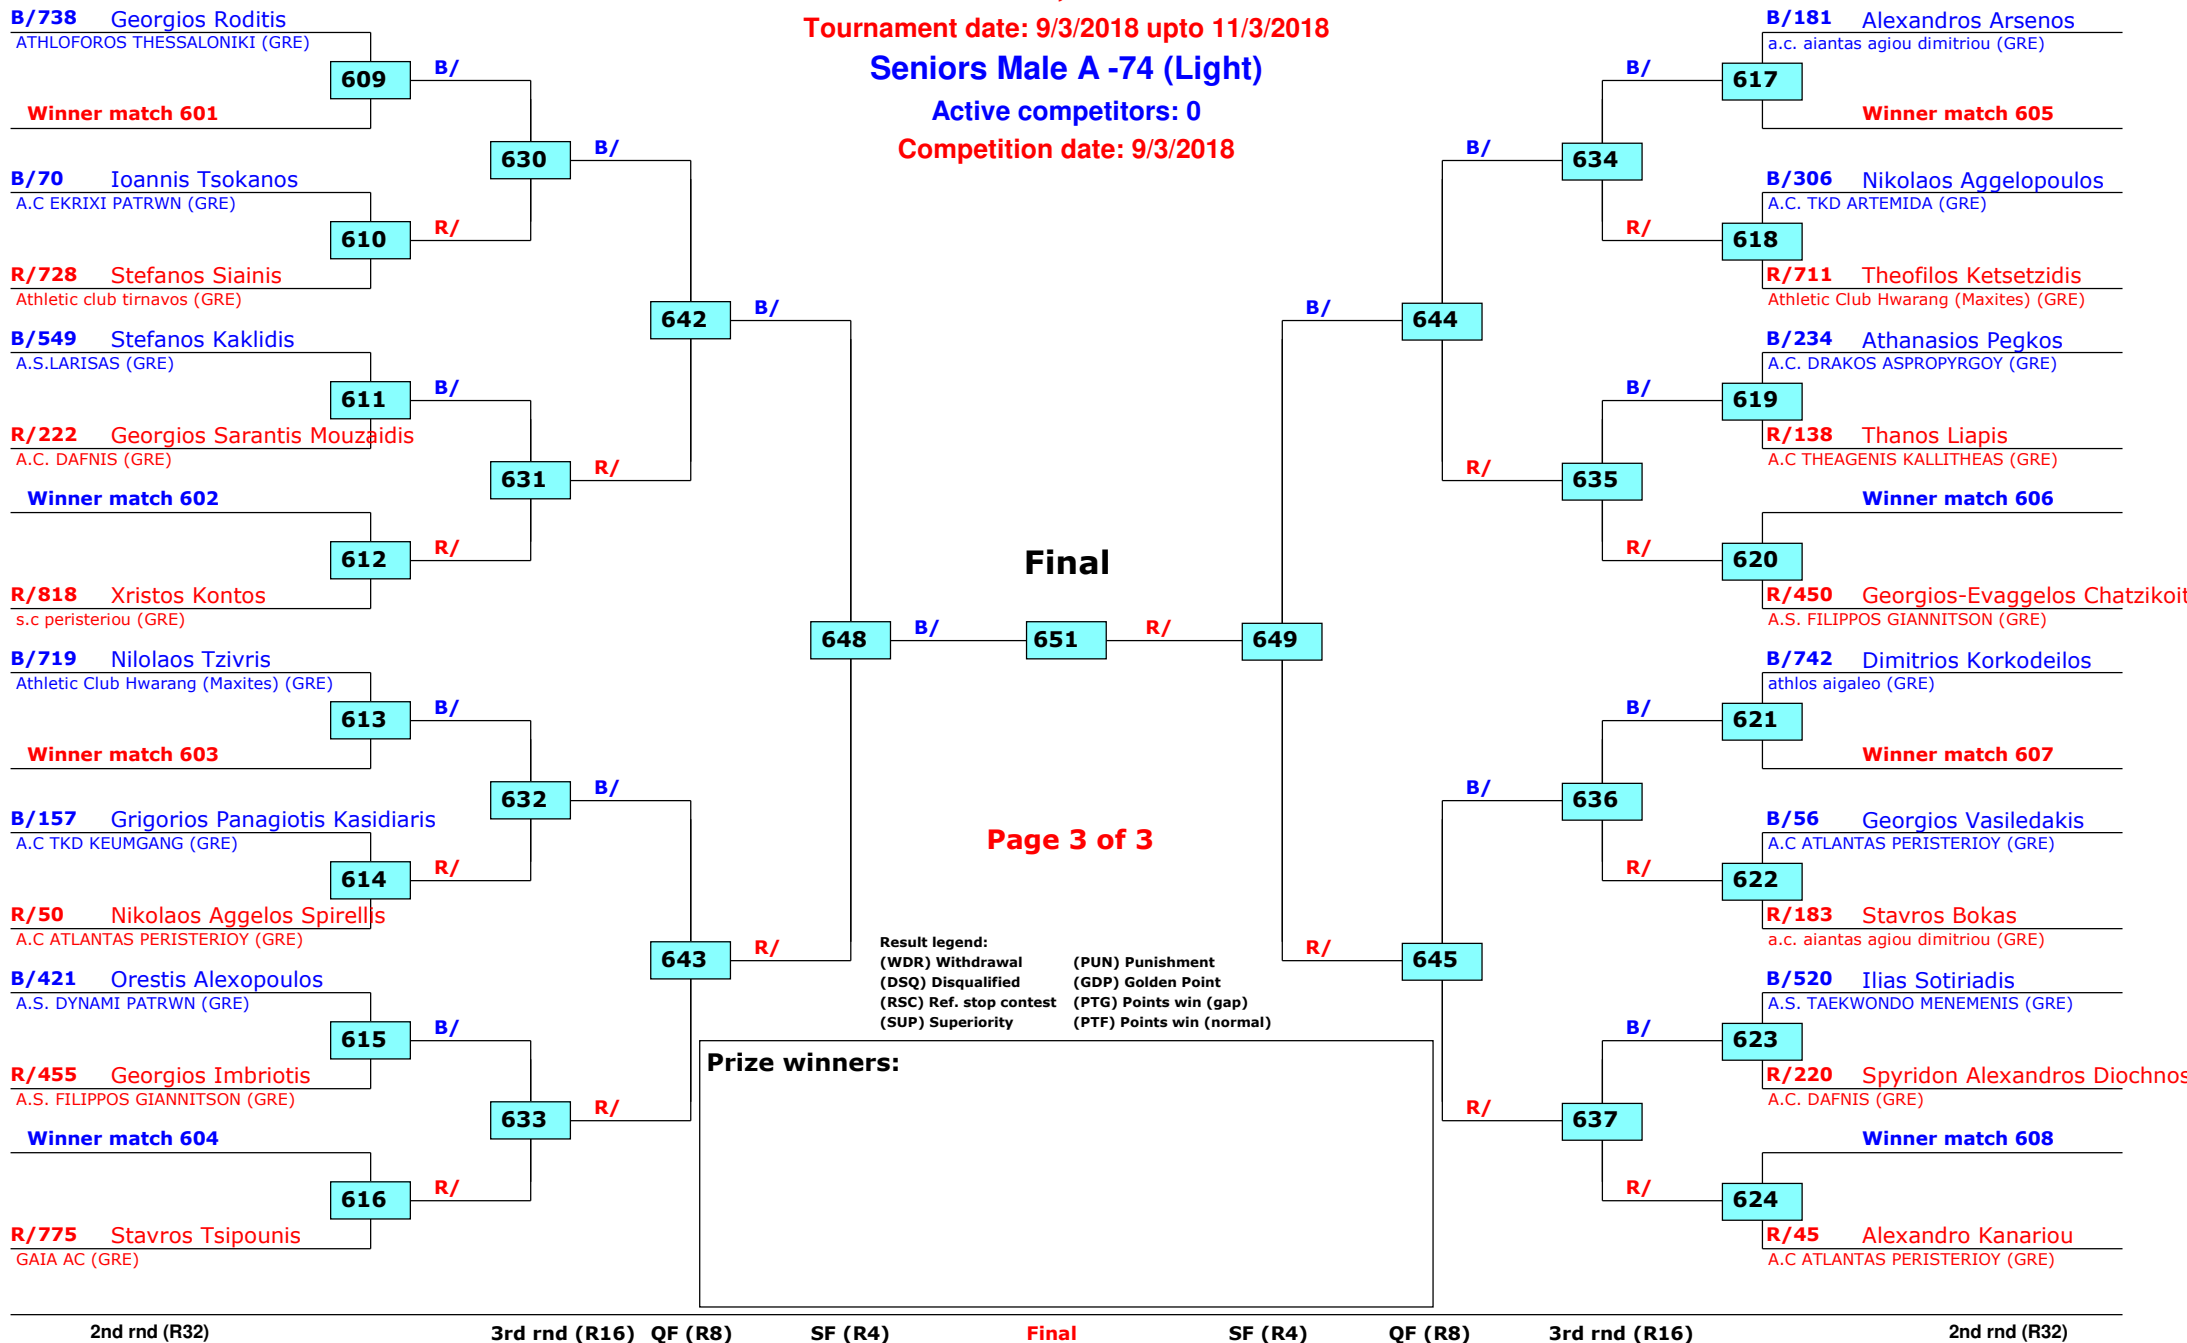 Tournament date: 9/3/2018 upto 11/3/2018
Seniors Male A -74 (Light)
Active competitors: 0
Competition date: 9/3/2018
B/738 Georgios Roditis
ATHLOFOROS THESSALONIKI (GRE)
609
B/
Winner match 601
630
B/
B/70 Ioannis Tsokanos
A.C EKRIXI PATRWN (GRE)
610
R/
R/728 Stefanos Siainis
Athletic club tirnavos (GRE)
642
B/
B/549 Stefanos Kaklidis
A.S.LARISAS (GRE)
611
B/
R/222 Georgios Sarantis Mouzaidis
A.C. DAFNIS (GRE)
631
R/
Winner match 602
612
R/
R/818 Xristos Kontos
s.c peristeriou (GRE)
648
B/
B/719 Nilolaos Tzivris
Athletic Club Hwarang (Maxites) (GRE)
613
B/
Winner match 603
632
B/
B/157 Grigorios Panagiotis Kasidiaris
A.C TKD KEUMGANG (GRE)
614
R/
R/50 Nikolaos Aggelos Spirellis
A.C ATLANTAS PERISTERIOY (GRE)
643
R/
B/421 Orestis Alexopoulos
A.S. DYNAMI PATRWN (GRE)
615
B/
R/455 Georgios Imbriotis
A.S. FILIPPOS GIANNITSON (GRE)
633
R/
Winner match 604
616
R/
R/775 Stavros Tsipounis
GAIA AC (GRE)
Final
651
R/
Page 3 of 3
Result legend:
(WDR) Withdrawal (PUN) Punishment
(DSQ) Disqualified (GDP) Golden Point
(RSC) Ref. stop contest (PTG) Points win (gap)
(SUP) Superiority (PTF) Points win (normal)
Prize winners:
B/181 Alexandros Arsenos
a.c. aiantas agiou dimitriou (GRE)
B/
617
Winner match 605
B/
634
B/306 Nikolaos Aggelopoulos
A.C. TKD ARTEMIDA (GRE)
R/
618
R/711 Theofilos Ketsetzidis
Athletic Club Hwarang (Maxites) (GRE)
B/
644
B/234 Athanasios Pegkos
A.C. DRAKOS ASPROPYRGOY (GRE)
B/
619
R/138 Thanos Liapis
A.C THEAGENIS KALLITHEAS (GRE)
R/
635
Winner match 606
R/
620
R/450 Georgios-Evaggelos
A.S. FILIPPOS GIANNITSON (GRE)
649
B/742 Dimitrios Korkodeilos
athlos aigaleo (GRE)
B/
621
Winner match 607
B/
636
B/56 Georgios Vasiledakis
A.C ATLANTAS PERISTERIOY (GRE)
R/
622
R/183 Stavros Bokas
a.c. aiantas agiou dimitriou (GRE)
R/
645
B/520 Ilias Sotiriadis
A.S. TAEKWONDO MENEMENIS (GRE)
B/
623
R/220 Spyridon Alexandros Diochnos
A.C. DAFNIS (GRE)
R/
637
Winner match 608
R/
624
R/45 Alexandro Kanariou
A.C ATLANTAS PERISTERIOY (GRE)
2nd rnd (R32) 3rd rnd (R16) QF (R8) SF (R4) Final SF (R4) QF (R8) 3rd rnd (R16) 2nd rnd (R32)